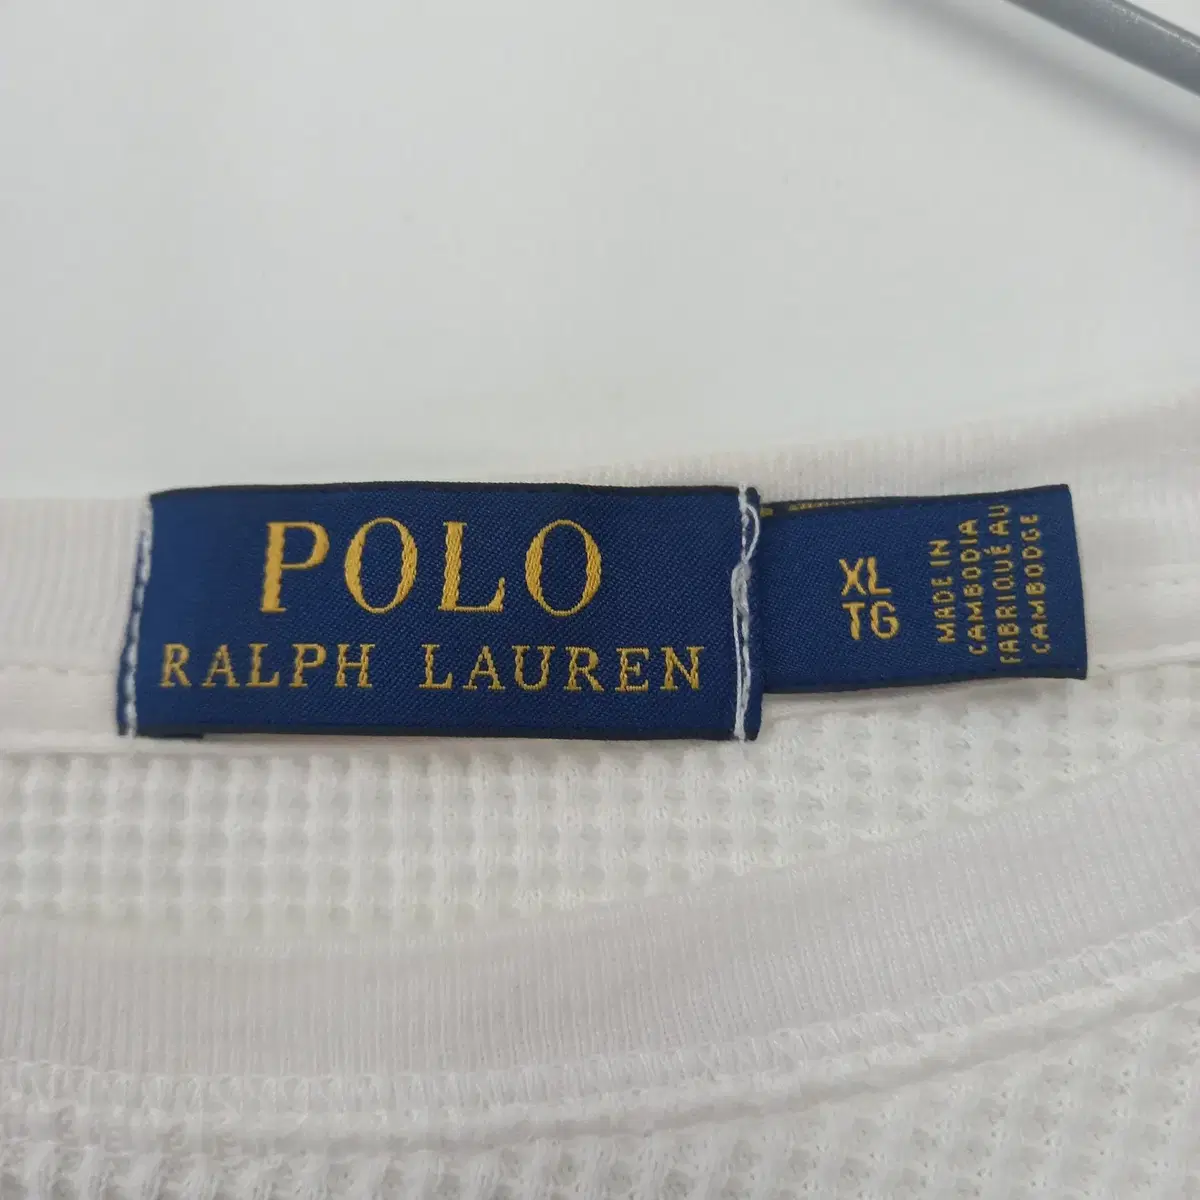 POLO
RALPH LAUREN
XL
TG
MADE IN
CAMBODIA
FABRIQUÉ AU
CAMBODGE